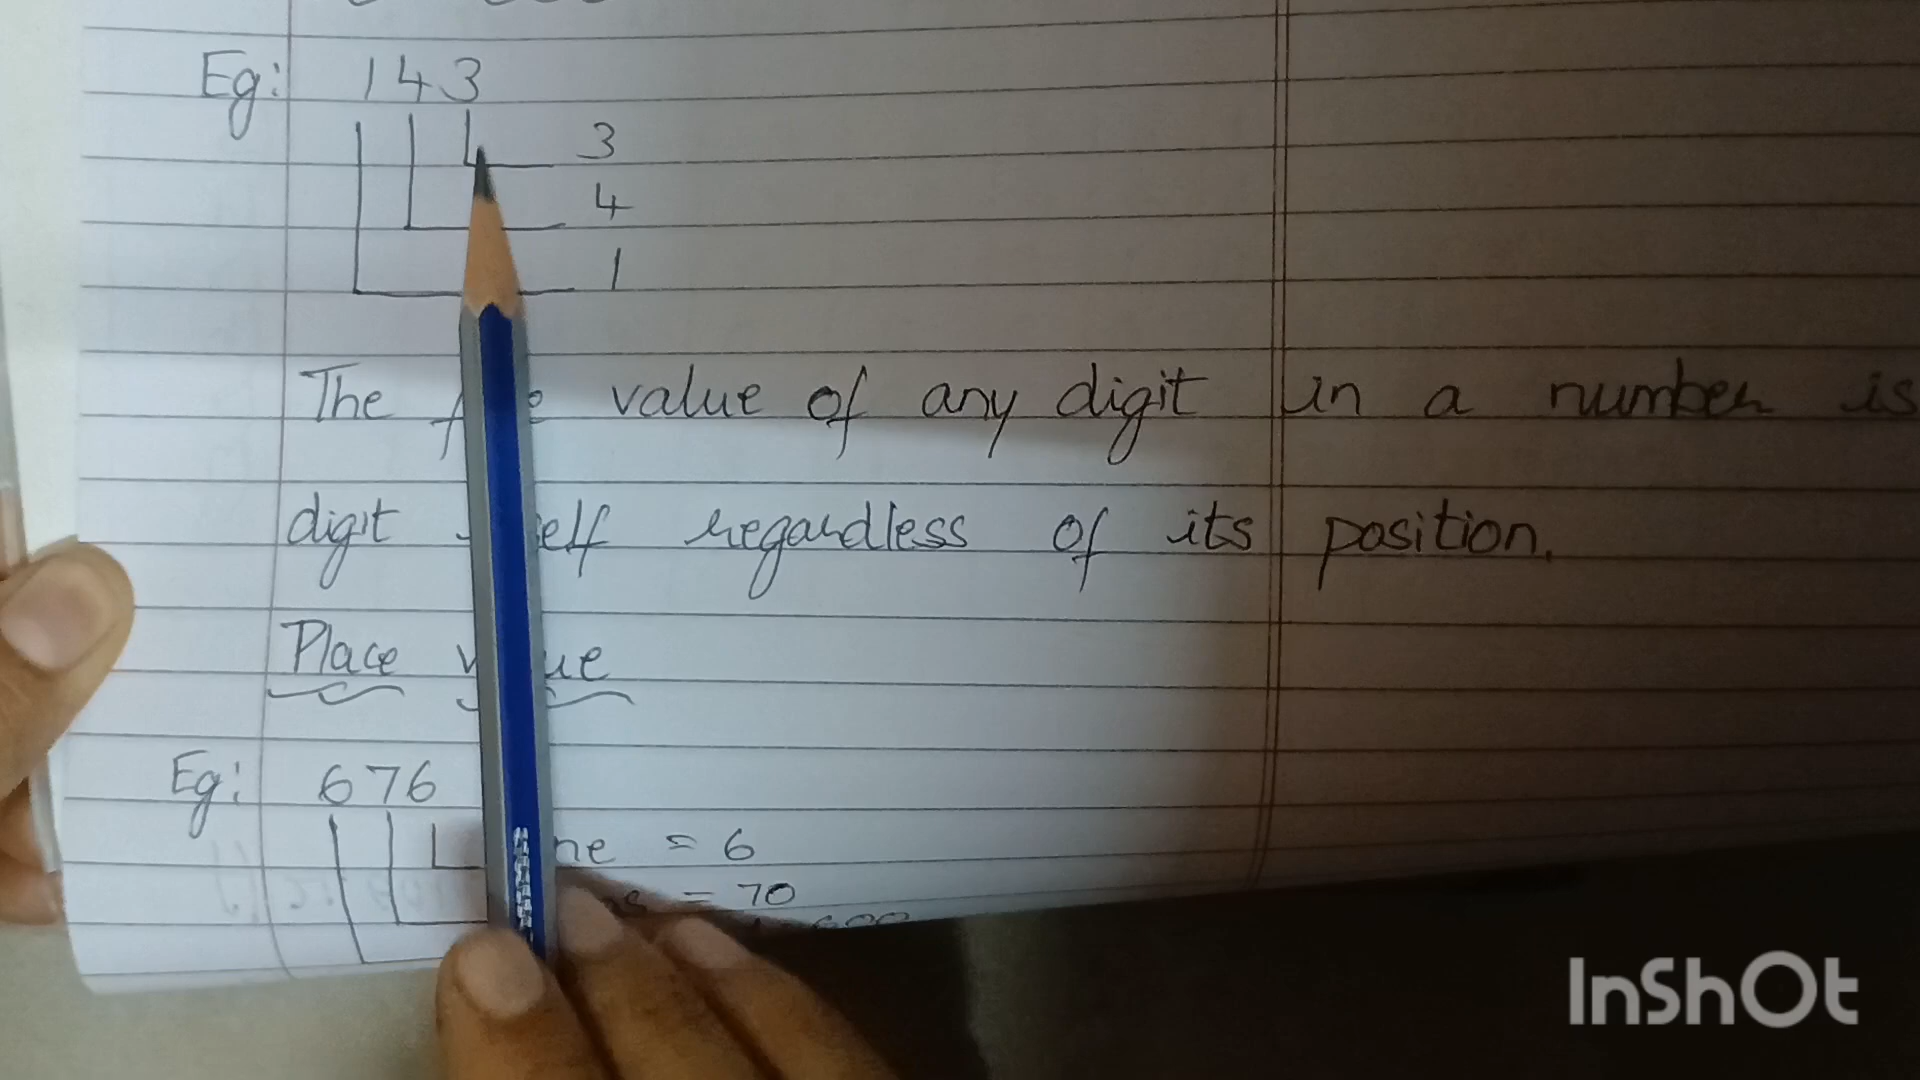 Eg: 143
3
4
1
The value of any digit in a number is
digit regardless of its position.
Place
Eg: 676
= 6
= 70
600
InShOt